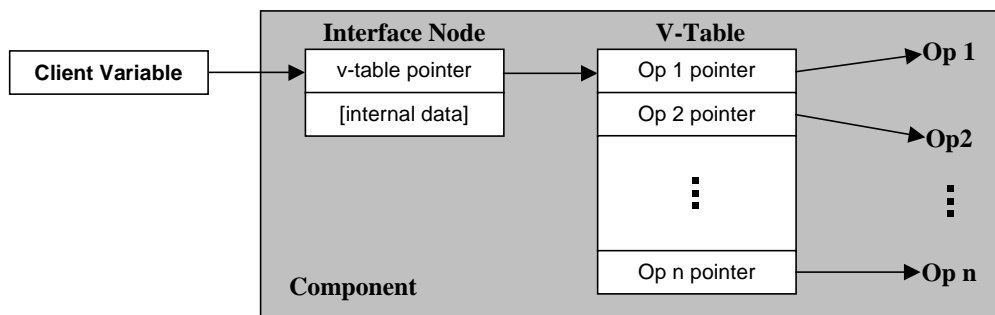 Interface Node
V-Table
Client Variable
v-table pointer
[internal data]
Op 1 pointer
Op 2 pointer
Op n pointer
Op 1
Op2
Op n
Component